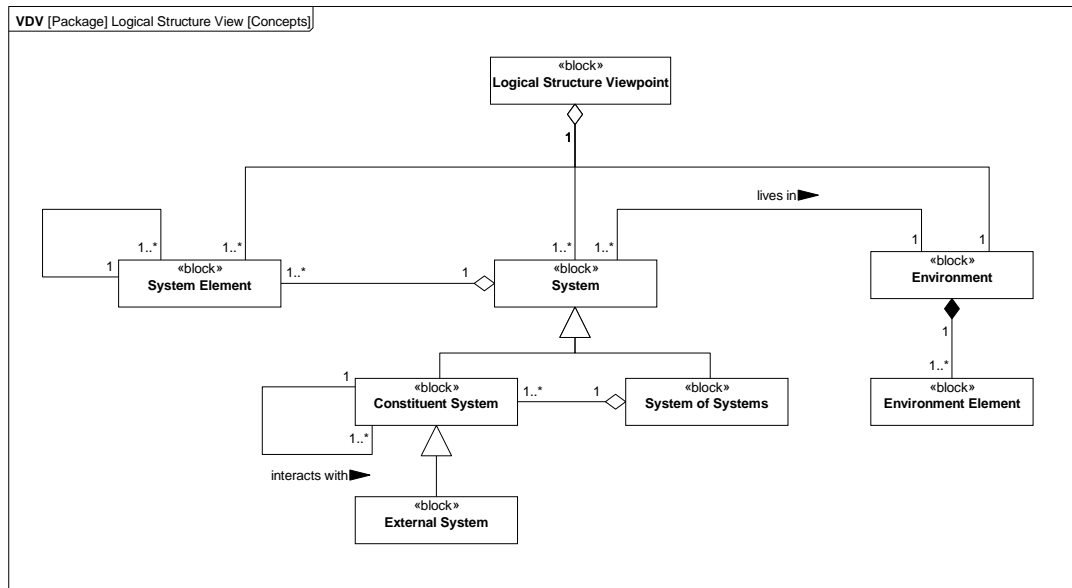 VDV [Package] Logical Structure View [Concepts]
«block»
Logical Structure Viewpoint
1
lives in
1..*
1..*
1..*
1..*
1
1
1
«block»
System Element
1..*
1
«block»
System
«block»
Environment
1
1..*
1
«block»
Constituent System
1..*
1
«block»
System of Systems
«block»
Environment Element
1..*
interacts with
«block»
External System